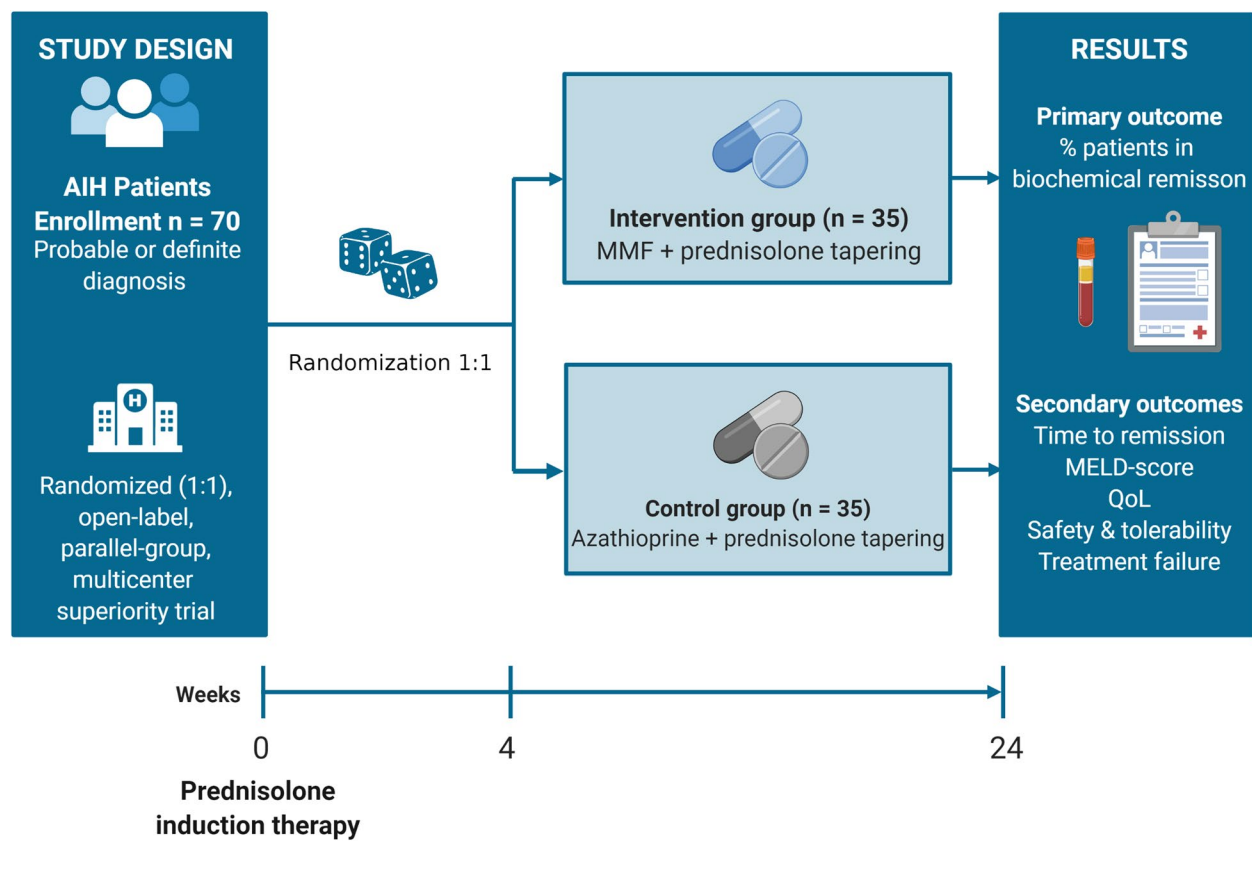 STUDY DESIGN
AIH Patients
Enrollment n = 70
Probable or definite
diagnosis
H
Randomized (1:1),
open-label,
parallel-group,
multicenter
superiority trial
Randomization 1:1
Intervention group (n = 35)
MMF + prednisolone tapering
Control group (n = 35)
Azathioprine + prednisolone tapering
RESULTS
Primary outcome
% patients in
biochemical remisson
Secondary outcomes
Time to remission
MELD-score
QoL
Safety & tolerability
Treatment failure
Weeks
0
4
24
Prednisolone
induction therapy